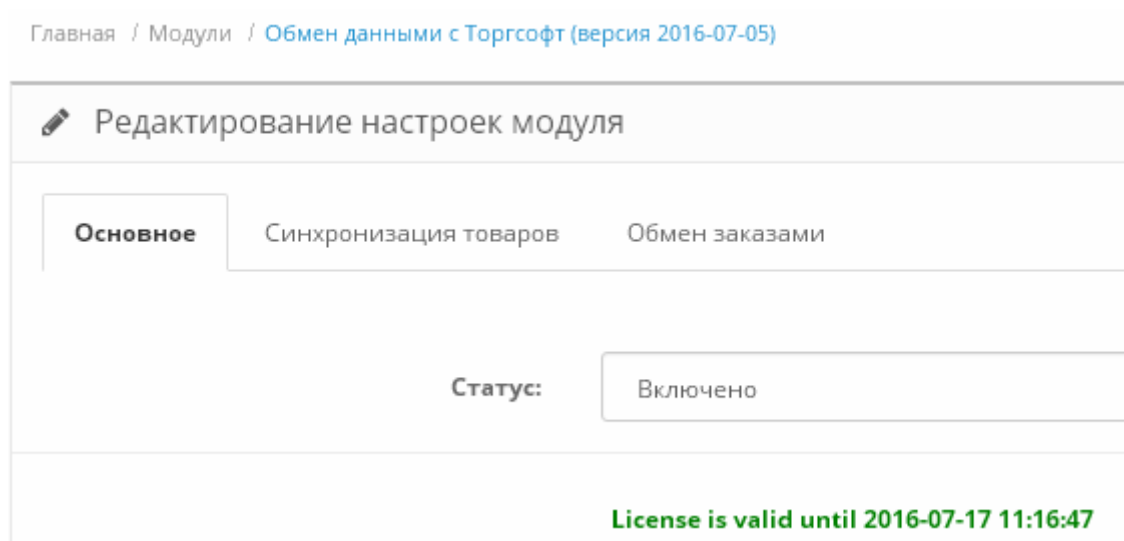 Главная / Модули / Обмен данными с Торгсофт (версия 2016-07-05)
Редактирование настроек модуля
Основное Синхронизация товаров Обмен заказами
Статус: Включено
License is valid until 2016-07-17 11:16:47